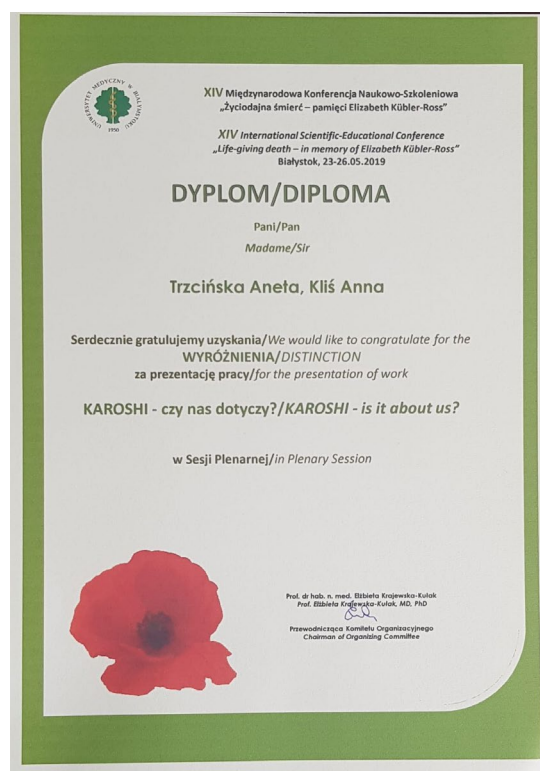 UNIWERSYTET MEDYCZNY W BIAŁYMSTOKU
1950
XIV Międzynarodowa Konferencja Naukowo-Szkoleniowa
„Życiodajna śmierć – pamięci Elizabeth Kübler-Ross"
XIV International Scientific-Educational Conference
„Life-giving death – in memory of Elizabeth Kübler-Ross"
Białystok, 23-26.05.2019
DYPLOM/DIPLOMA
Pani/Pan
Madame/Sir
Trzcińska Aneta, Kliś Anna
Serdecznie gratulujemy uzyskania/We would like to congratulate for the
WYRÓŻNIENIA/DISTINCTION
za prezentację pracy/for the presentation of work
KAROSHI - czy nas dotyczy?/KAROSHI - is it about us?
w Sesji Plenarnej/in Plenary Session
Prof. dr hab. n. med. Elżbieta Krajewska-Kułak
Prof. Elżbieta Krajewska-Kułak, MD, PhD
Przewodnicząca Komitetu Organizacyjnego
Chairman of Organizing Committee